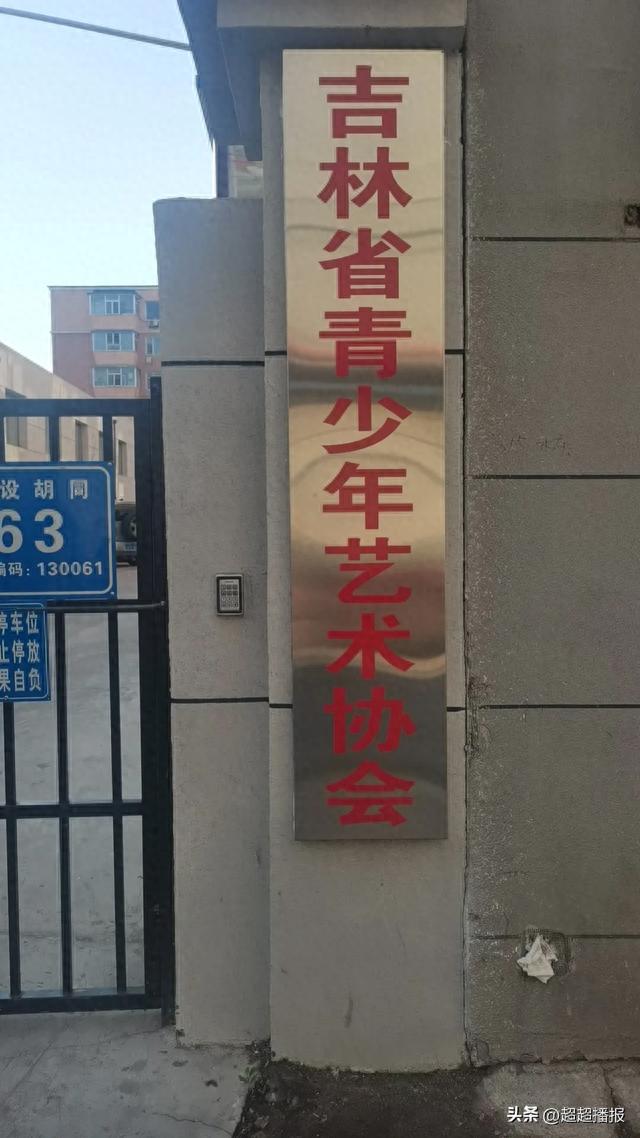 吉林省青少年艺术协会
设胡同
63
编码:130061
停车位
止停放
果自负
头条 @超超播报